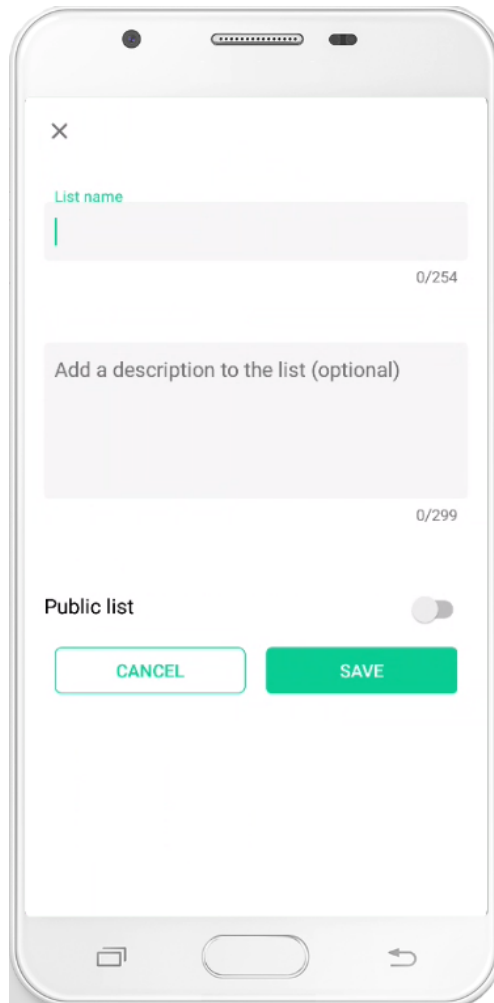 List name
0/254
Add a description to the list (optional)
0/299
Public list
CANCEL
SAVE